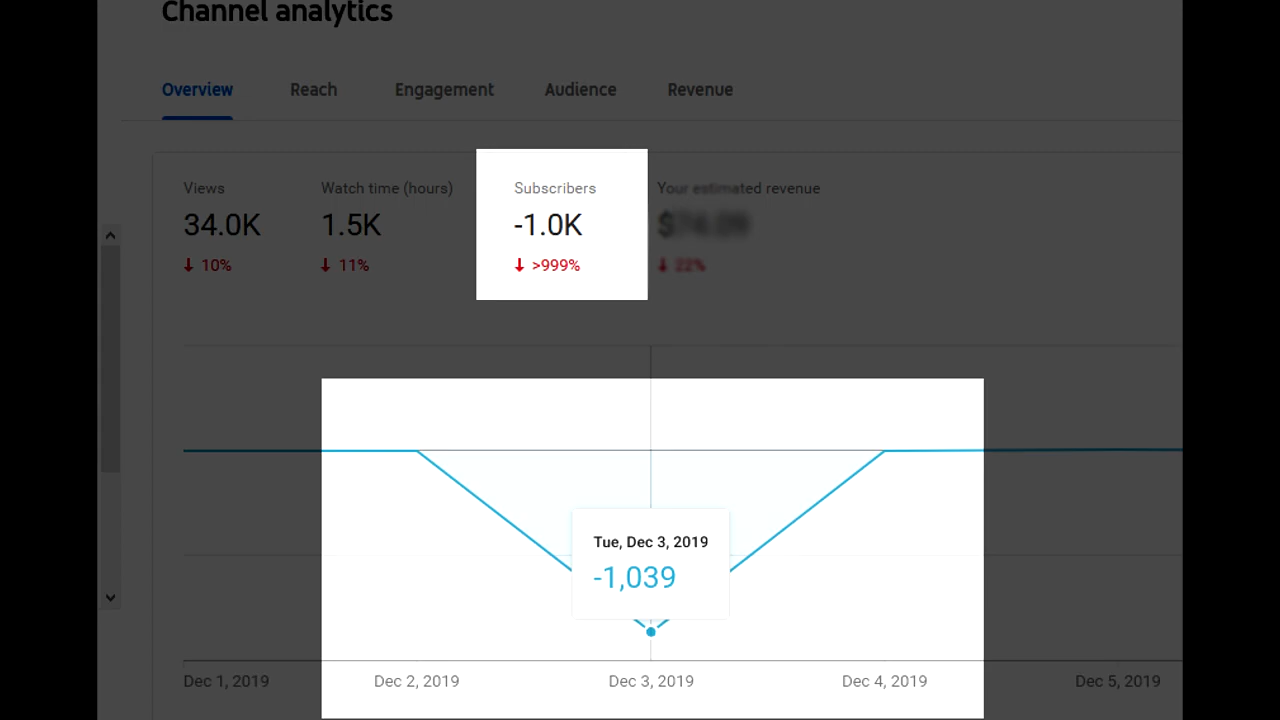 Channel analytics
Overview Reach Engagement Audience Revenue
Views Watch time (hours) Subscribers Your estimated revenue
34.0K 1.5K -1.0K
10% 11% >999% 22%
Tue, Dec 3, 2019
-1,039
Dec 1, 2019 Dec 2, 2019 Dec 3, 2019 Dec 4, 2019 Dec 5, 2019